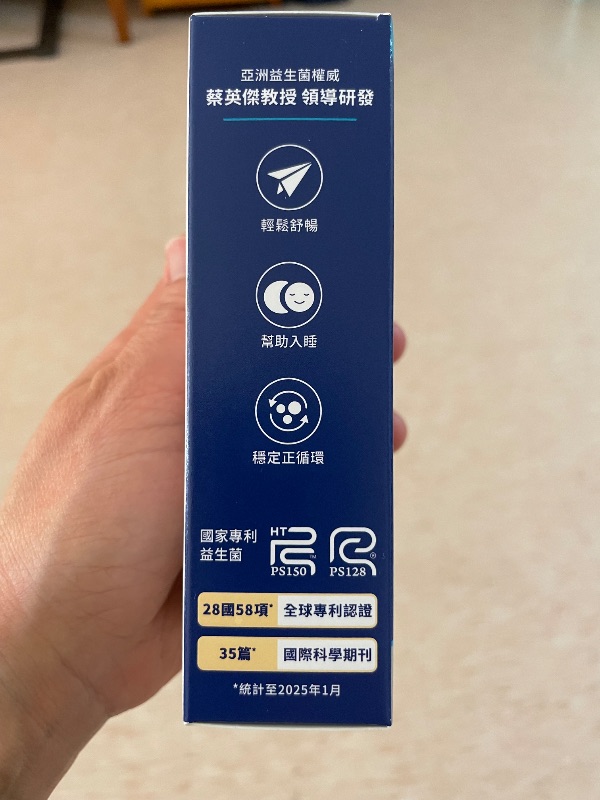 亞洲益生菌權威
蔡英傑教授 領導研發
輕鬆舒暢
幫助入睡
穩定正循環
國家專利
益生菌
HT
TM
PS150
®
PS128
28國58項* 全球專利認證
35篇* 國際科學期刊
*統計至2025年1月